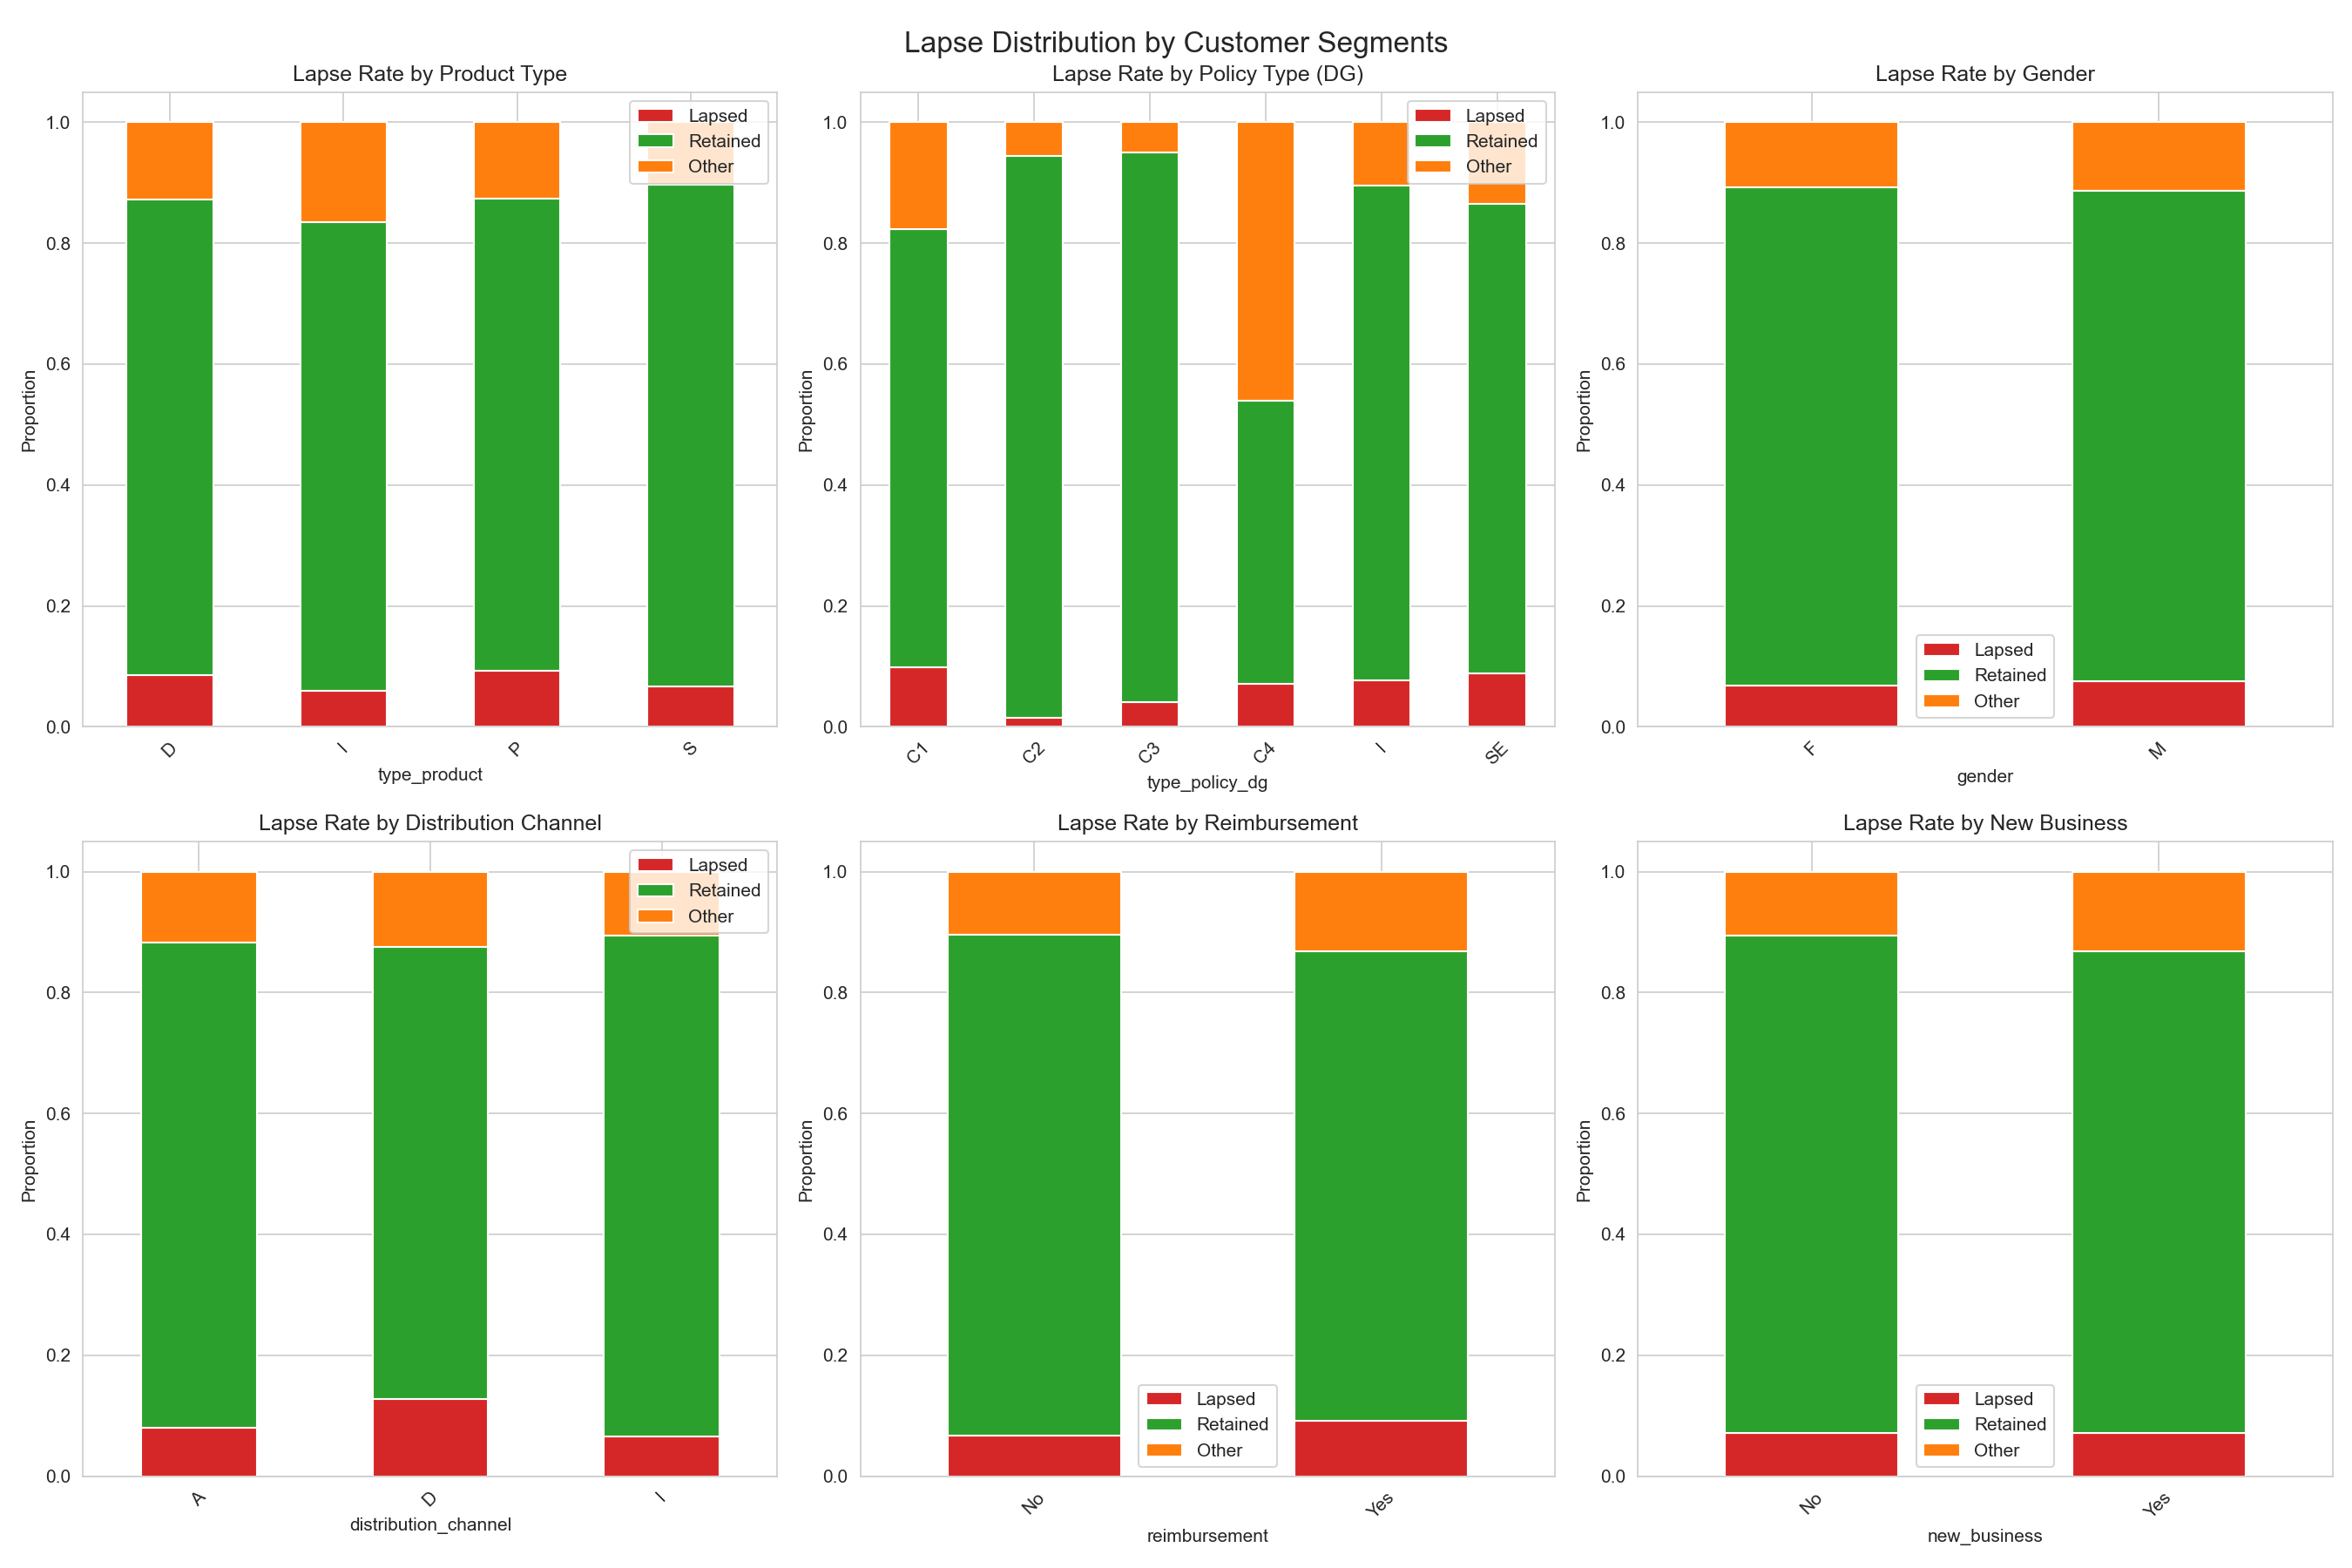 Lapse Distribution by Customer Segments
Lapse Rate by Product Type
Proportion
1.0
0.8
0.6
0.4
0.2
0.0
Lapsed
Retained
Other
D I P S
type_product
Lapse Rate by Policy Type (DG)
Proportion
1.0
0.8
0.6
0.4
0.2
0.0
Lapsed
Retained
Other
C1 C2 C3 C4 I SE
type_policy_dg
Lapse Rate by Gender
Proportion
1.0
0.8
0.6
0.4
0.2
0.0
Lapsed
Retained
Other
F M
gender
Lapse Rate by Distribution Channel
Proportion
1.0
0.8
0.6
0.4
0.2
0.0
Lapsed
Retained
Other
A D I
distribution_channel
Lapse Rate by Reimbursement
Proportion
1.0
0.8
0.6
0.4
0.2
0.0
Lapsed
Retained
Other
No Yes
reimbursement
Lapse Rate by New Business
Proportion
1.0
0.8
0.6
0.4
0.2
0.0
Lapsed
Retained
Other
No Yes
new_business